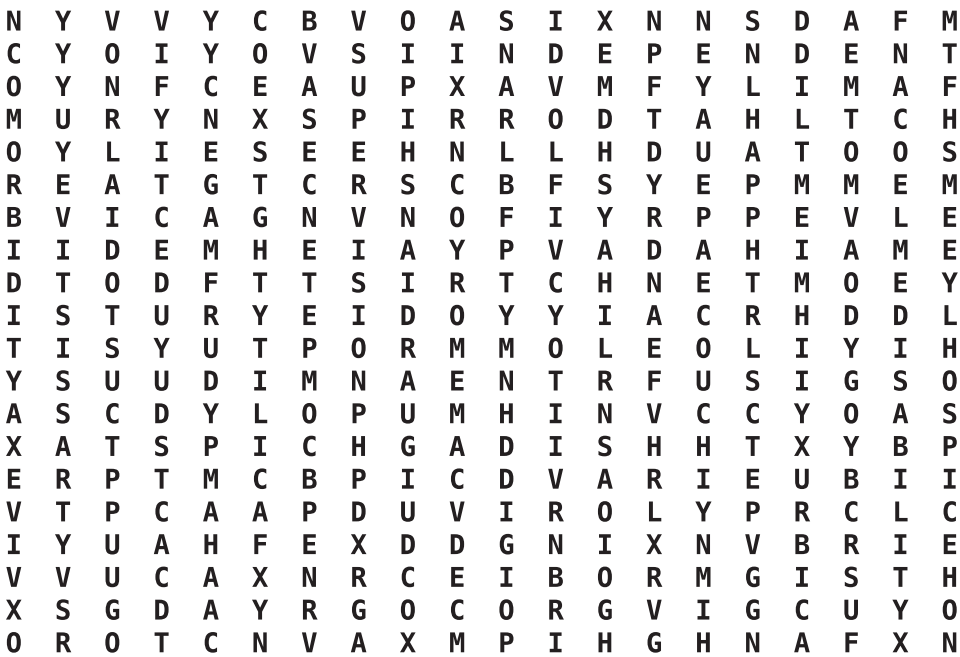 N Y V V Y C B V O A S I X N N S D A F M
C Y O I Y O V S I I N D E P E N D E N T
O Y N F C E A U P X A V M F Y L I M A F
M U R Y N X S P I R R O D T A H L T C H
O Y L I E S E E H N L L H D U A T O O S
R E A T G T C R S C B F S Y E P M M E M
B V I C A G N V N O F I Y R P P E V L E
I I D E M H E I A Y P V A D A H I A M E
D T O D F T T S I R T C H N E T M O E Y
I S T U R Y E I D O Y Y I A C R H D D L
T I S Y U T P O R M M O L E O L I Y I H
Y S U U D I M N A E N T R F U S I G S O
A S C D Y L O P U M H I N V C C Y O A S
X A T S P I C H G A D I S H H T X Y B P
E R P T M C B P I C D V A R I E U B I I
V T P C A A P D U V I R O L Y P R C L C
I Y U A H F E X D D G N I X N V B R I E
V V U C A X N R C E I B O R M G I S T H
X S G D A Y R G O C O R G V I G C U Y O
O R O T C N V A X M P I H G H N A F X N